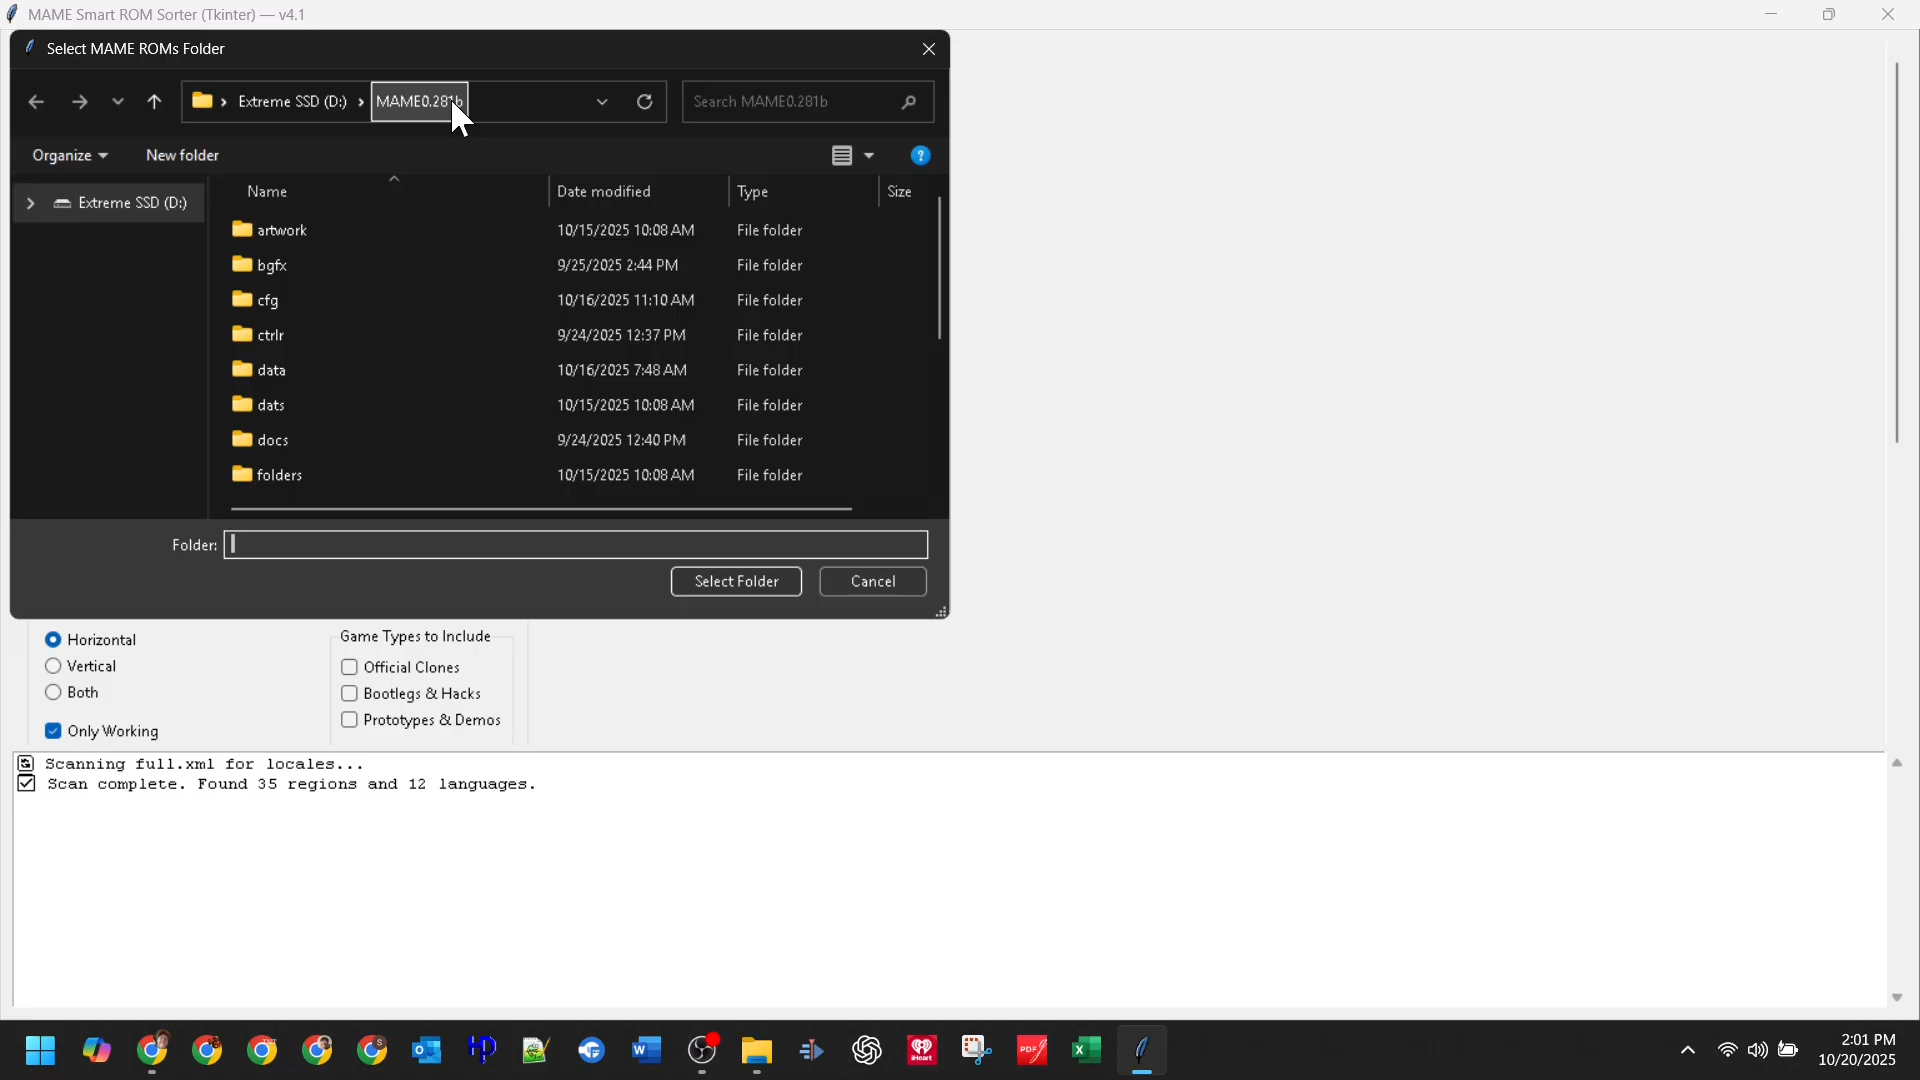 MAME Smart ROM Sorter (Tkinter) — v4.1
Select MAME ROMs Folder
Extreme SSD (D:) MAME0.281b
Search MAME0.281b
Organize New folder
Extreme SSD (D:)
Name Date modified Type Size
artwork 10/15/2025 10:08 AM File folder
bgfx 9/25/2025 2:44 PM File folder
cfg 10/16/2025 11:10 AM File folder
ctrlr 9/24/2025 12:37 PM File folder
data 10/16/2025 7:48 AM File folder
dats 10/15/2025 10:08 AM File folder
docs 9/24/2025 12:40 PM File folder
folders 10/15/2025 10:08 AM File folder
Folder:
Select Folder Cancel
Horizontal
Vertical
Both
Only Working
Game Types to Include
Official Clones
Bootlegs & Hacks
Prototypes & Demos
Scanning full.xml for locales...
Scan complete. Found 35 regions and 12 languages.
iHeart
PDF
2:01 PM
10/20/2025